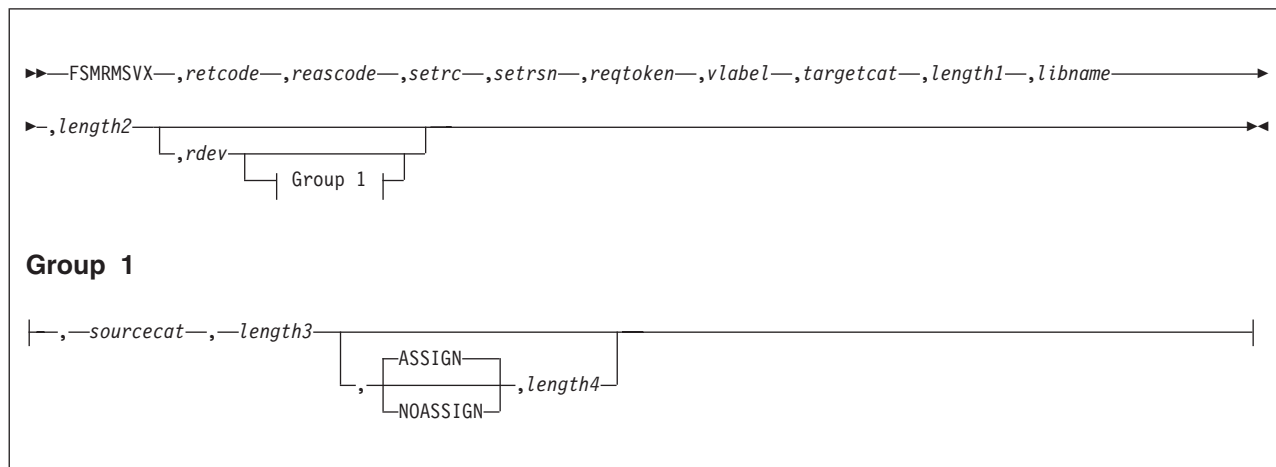 FSMRMSVX ,retcode ,reascode ,setrc ,setrsn ,reqtoken ,vlabel ,targetcat ,length1 ,libname
,length2
,rdev
Group 1
Group 1
, sourcecat , length3
ASSIGN
, ,length4
NOASSIGN